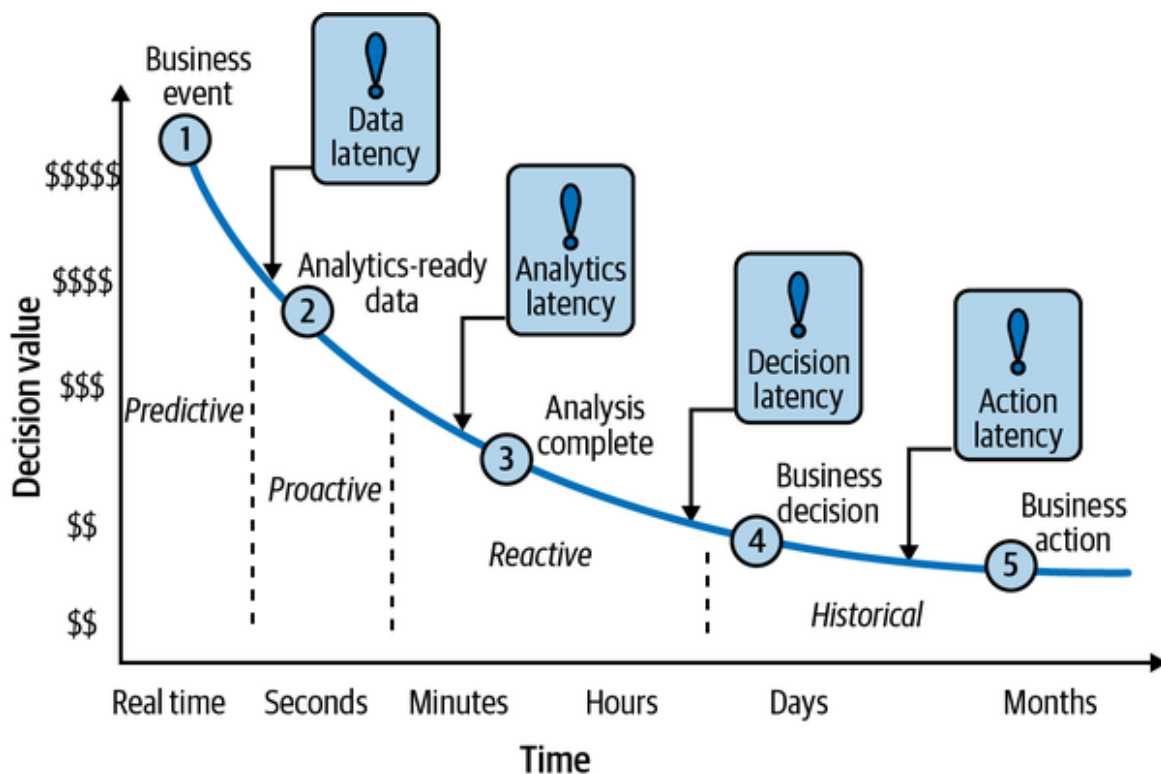 Business
event
1
Data
latency
$$$$$
Analytics
latency
$$$$
Analytics-ready
data
2
Decision
latency
Action
latency
$$$
Predictive
Analysis
complete
3
Proactive
$$
Reactive
Business
decision
4
Business
action
5
$$
Historical
Decision value
Real time
Seconds
Minutes
Hours
Days
Months
Time